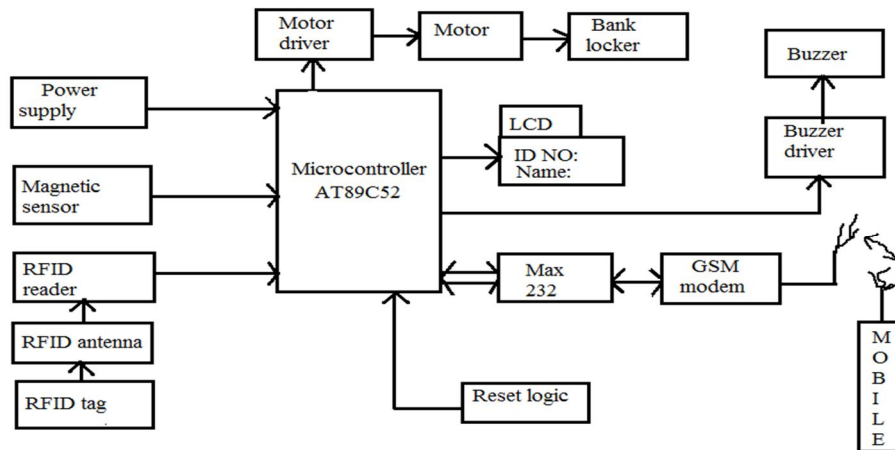 Motor
driver
Motor
Bank
locker
Buzzer
Power
supply
LCD
ID NO:
Name:
Buzzer
driver
Microcontroller
AT89C52
Magnetic
sensor
RFID
reader
Max
232
GSM
modem
RFID antenna
RFID tag
Reset logic
M
O
B
I
L
E